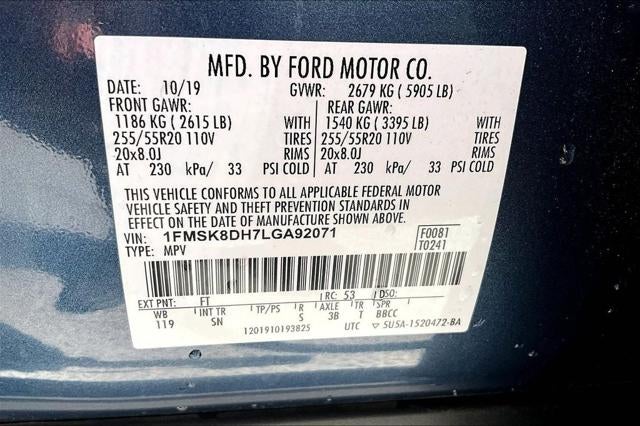 MFD. BY FORD MOTOR CO.
DATE: 10/19 GVWR: 2679 KG ( 5905 LB)
FRONT GAWR: REAR GAWR:
1186 KG ( 2615 LB) WITH 1540 KG ( 3395 LB) WITH
255/55R20 110V TIRES 255/55R20 110V TIRES
20x8.0J RIMS 20x8.0J RIMS
AT 230 kPa/ 33 PSI COLD AT 230 kPa/ 33 PSI COLD
THIS VEHICLE CONFORMS TO ALL APPLICABLE FEDERAL MOTOR
VEHICLE SAFETY AND THEFT PREVENTION STANDARDS IN
EFFECT ON THE DATE OF MANUFACTURE SHOWN ABOVE.
VIN: 1FMSK8DH7LGA92071 F0081
TYPE: MPV T0241
EXT PNT: FT RC: 53 DSO:
WB INT TR TP/PS R AXLE TR SPR
119 SN S 3B T BBCC
1201910193825 UTC 5U5A-1520472-BA